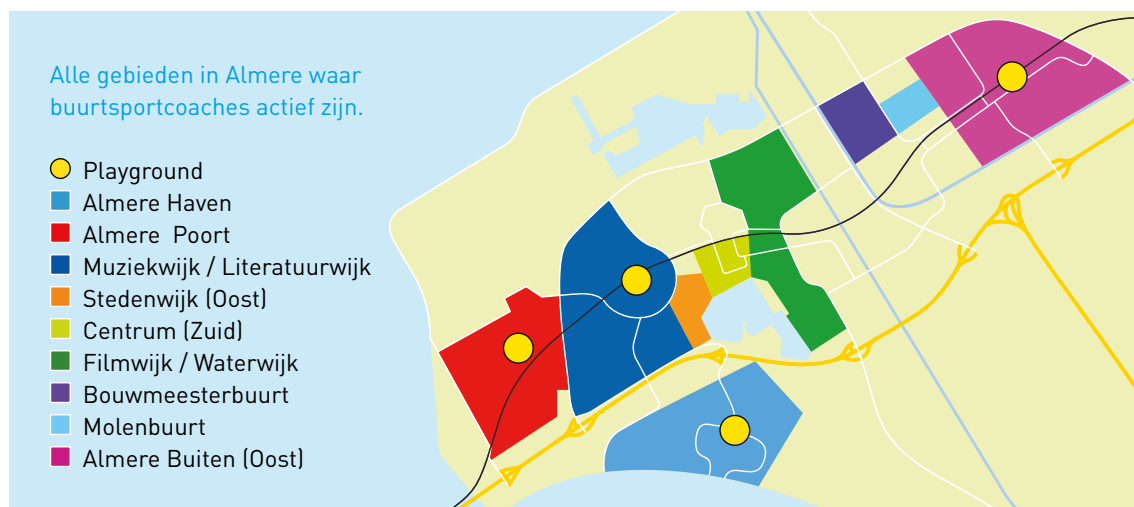 Alle gebieden in Almere waar
buurtsportcoaches actief zijn.
Playground
Almere Haven
Almere Poort
Muziekwijk / Literatuurwijk
Stedenwijk (Oost)
Centrum (Zuid)
Filmwijk / Waterwijk
Bouwmeesterbuurt
Molenbuurt
Almere Buiten (Oost)